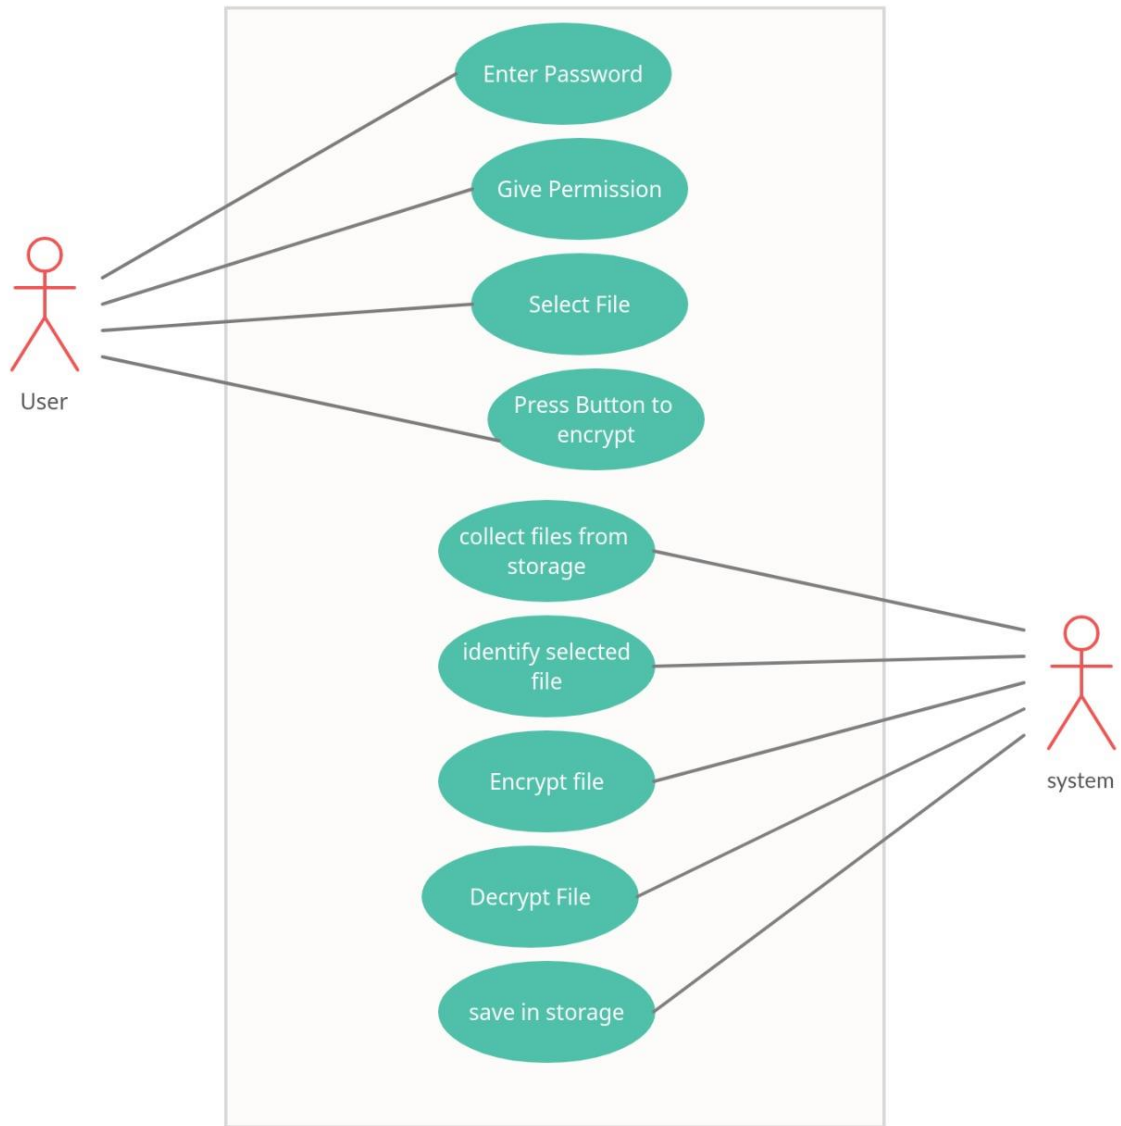 Enter Password
Give Permission
Select File
Press Button to
encrypt
User
collect files from
storage
identify selected
file
Encrypt file
system
Decrypt File
save in storage